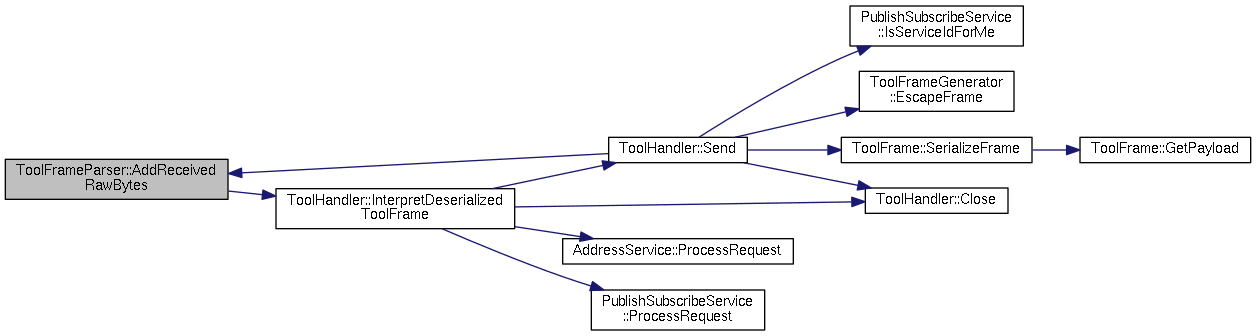 PublishSubscribeService
::IsServiceIdForMe
ToolFrameGenerator
::EscapeFrame
ToolHandler::Send
ToolFrame::SerializeFrame
ToolFrame::GetPayload
ToolFrameParser::AddReceived
RawBytes
ToolHandler::InterpretDeserialized
ToolFrame
ToolHandler::Close
AddressService::ProcessRequest
PublishSubscribeService
::ProcessRequest